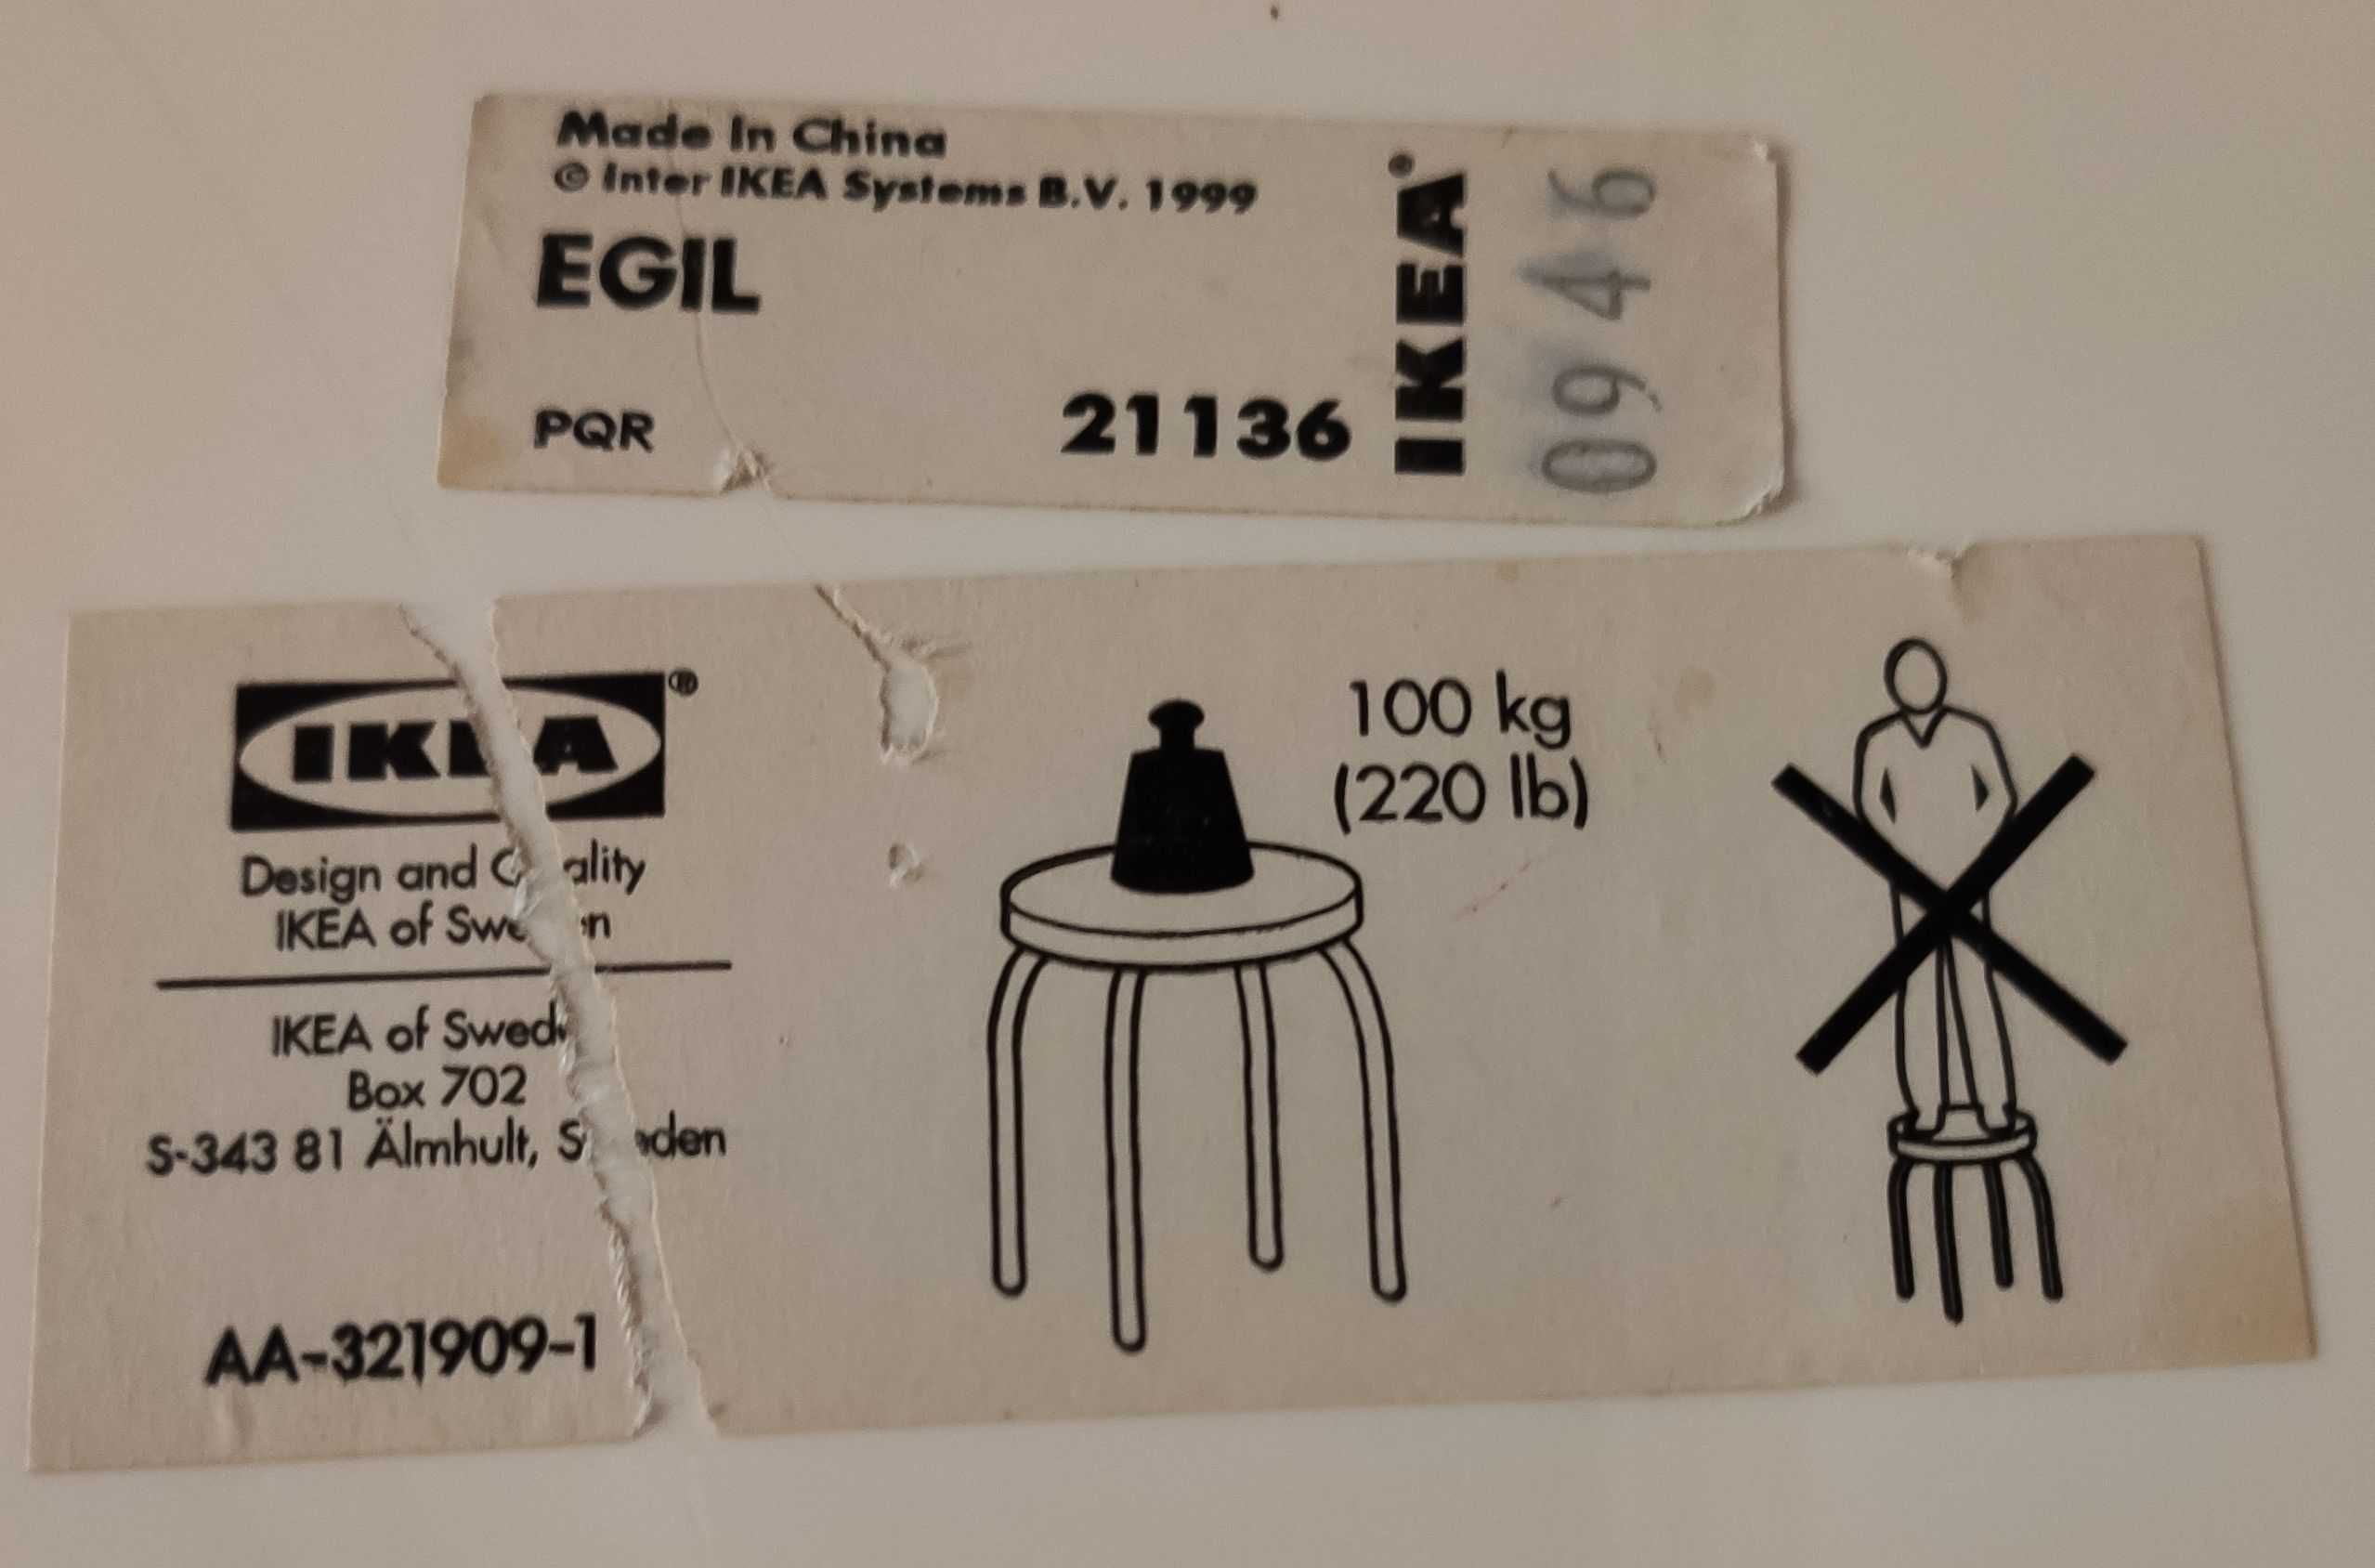 Made In China
© Inter IKEA Systems B.V. 1999
EGIL
PQR
21136
IKEA®
0946
IKEA®
Design and Quality
IKEA of Sweden
IKEA of Swed
Box 702
S-343 81 Älmhult, Sweden
AA-321909-1
100 kg
(220 lb)